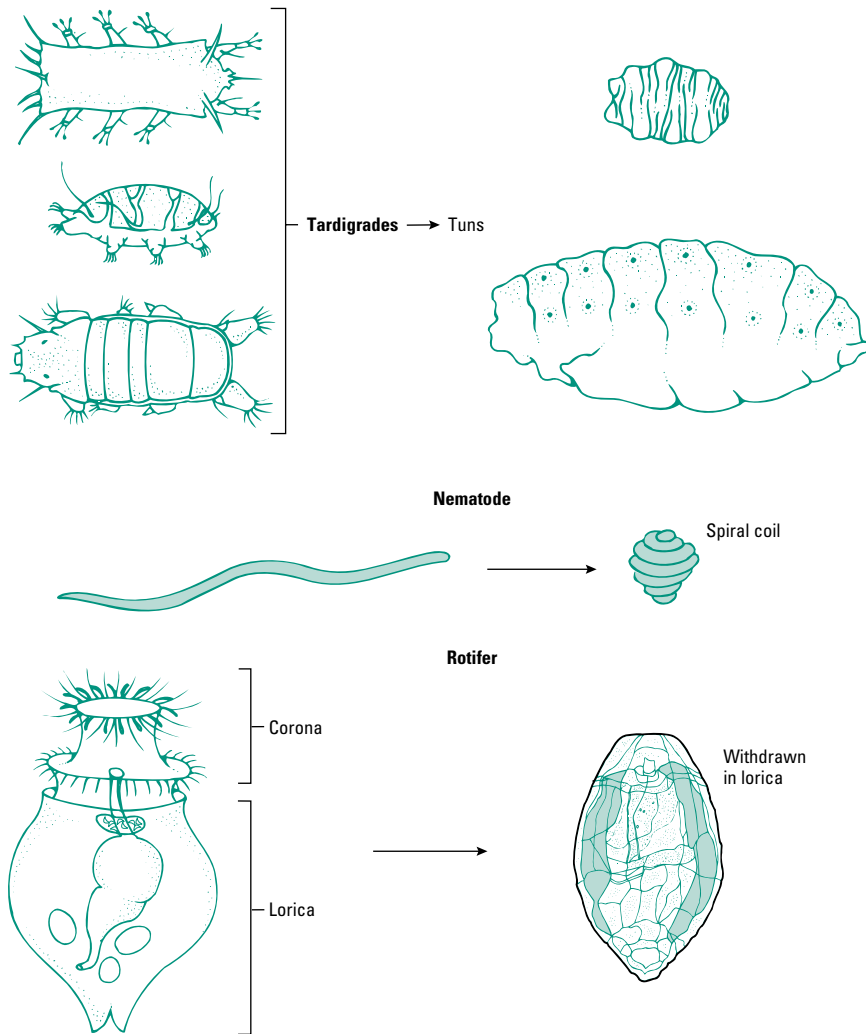 Tardigrades → Tuns
Nematode
Spiral coil
Rotifer
Corona
Withdrawn
in lorica
Lorica